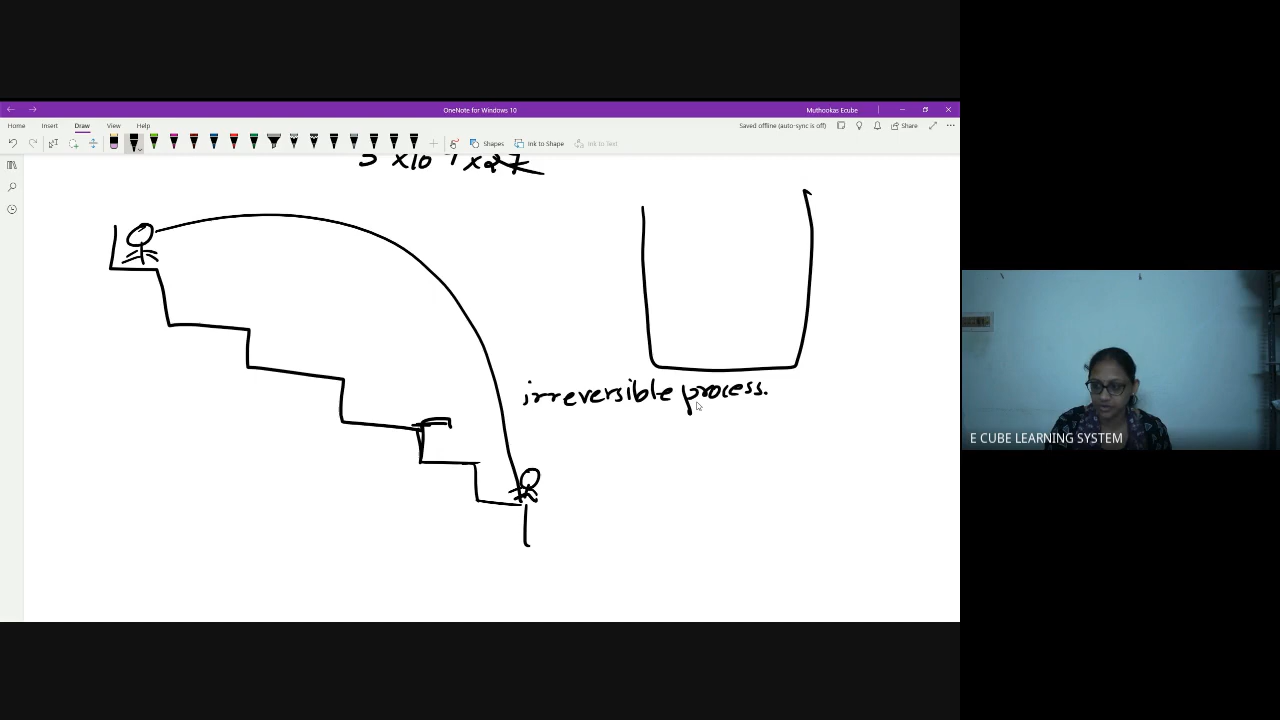 OneNote for Windows 10
Muthookas Ecube
Home Insert Draw View Help
Saved offline (auto-sync is off)
Share
Shapes
Ink to Shape
Ink to Text
irreversible process.
E CUBE LEARNING SYSTEM